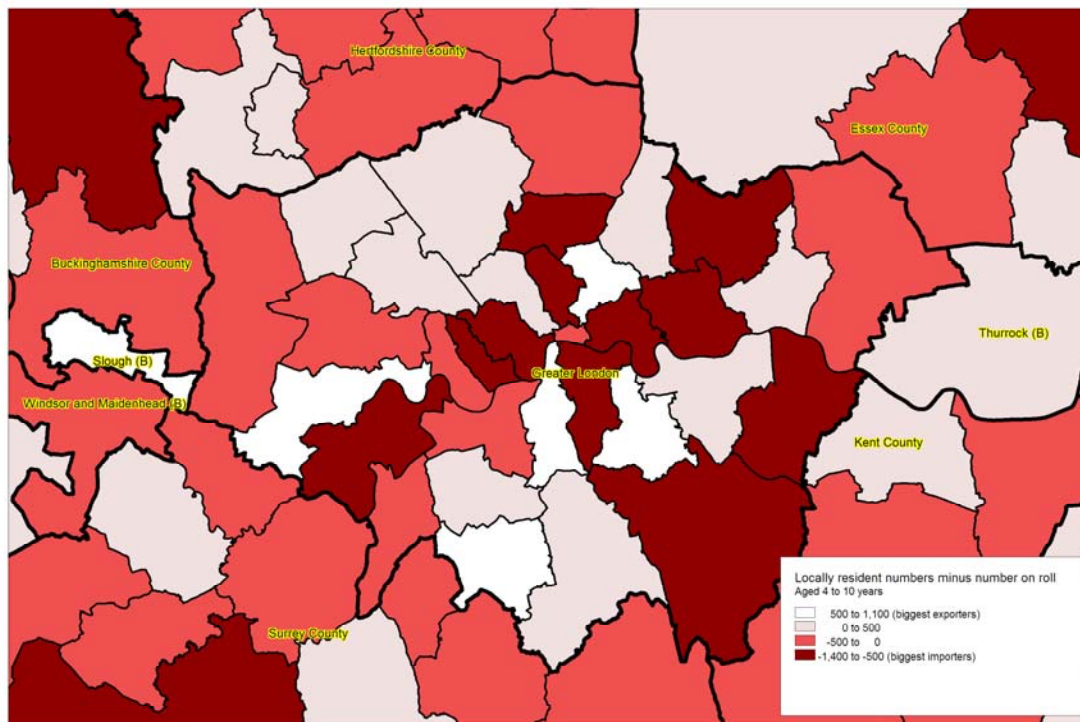 Hertfordshire County
Essex County
Buckinghamshire County
Thurrock (B)
Slough (B)
Greater London
Windsor and Maidenhead (B)
Kent County
Surrey County
Locally resident numbers minus number on roll
Aged 4 to 10 years
500 to 1,100 (biggest exporters)
0 to 500
-500 to 0
-1,400 to -500 (biggest importers)